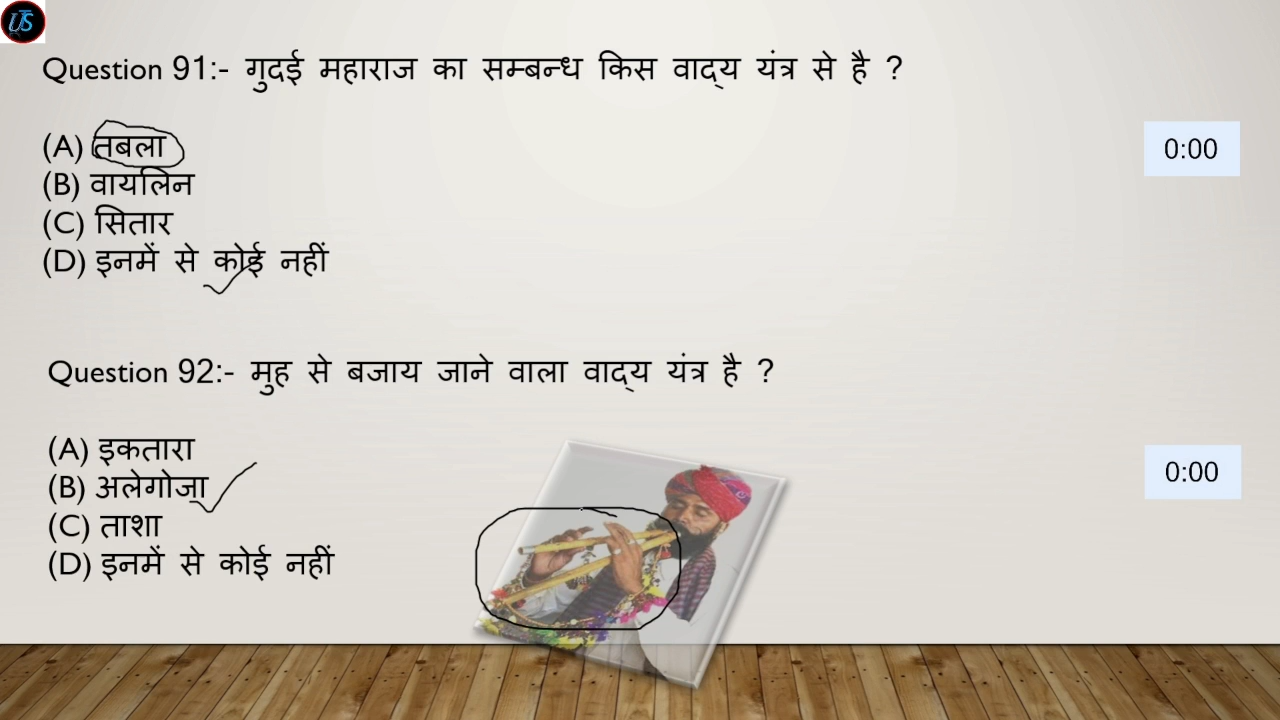 US
Question 91:- गुदई महाराज का सम्बन्ध किस वाद्य यंत्र से है ?
(A) तबला
0:00
(B) वायलिन
(C) सितार
(D) इनमें से कोई नहीं
Question 92:- मुह से बजाय जाने वाला वाद्य यंत्र है ?
(A) इकतारा
0:00
(B) अलेगोजा
(C) ताशा
(D) इनमें से कोई नहीं